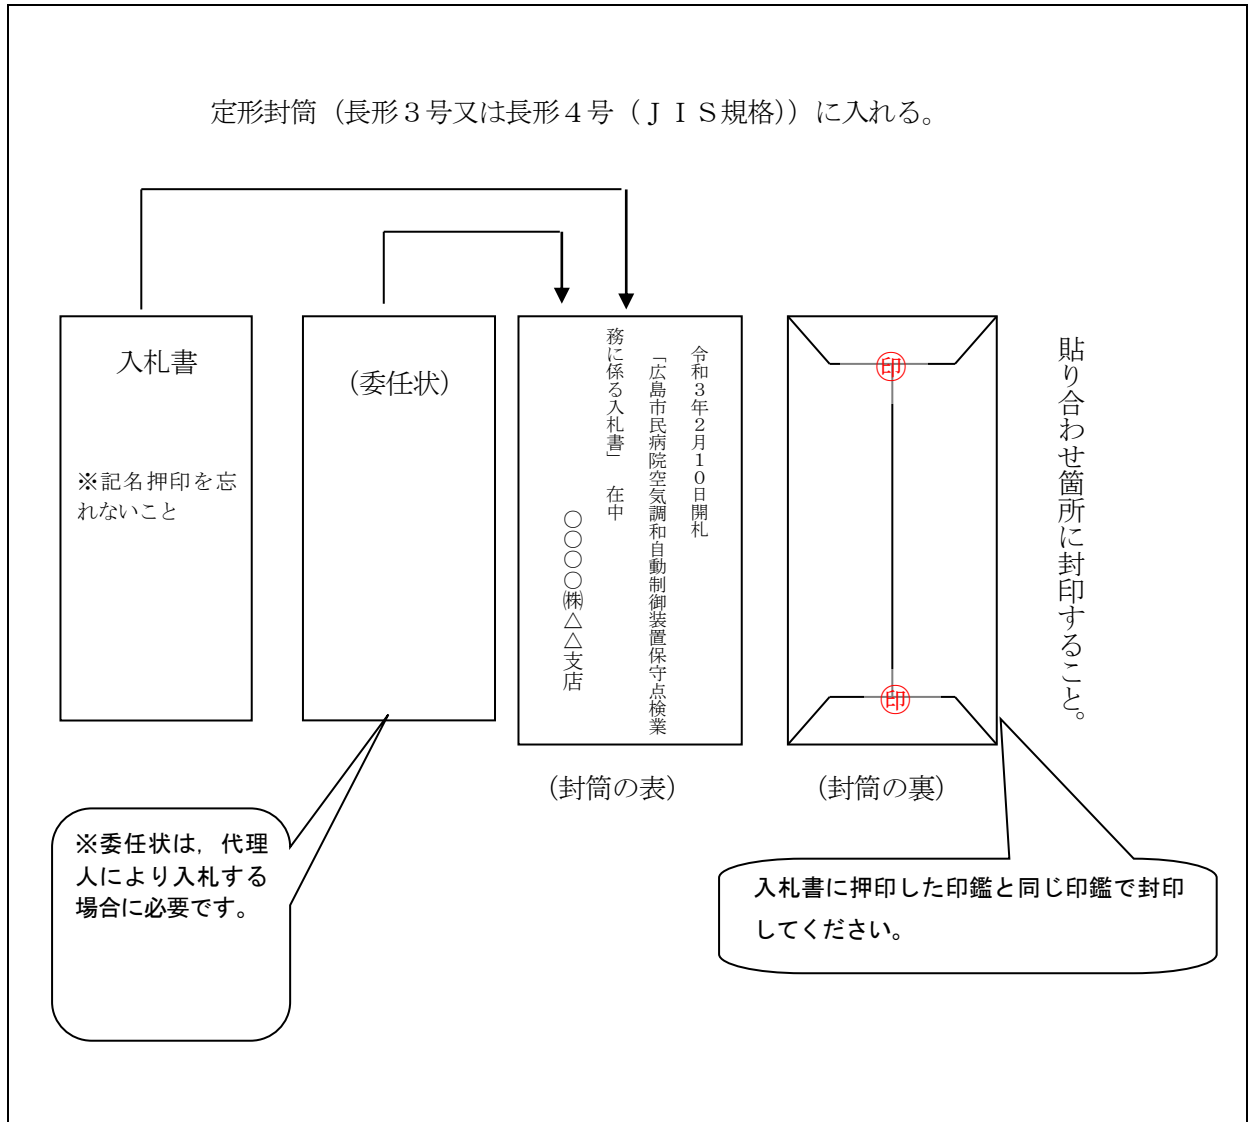 定形封筒（長形３号又は長形４号（ＪＩＳ規格））に入れる。
入札書
※記名押印を忘
れないこと
（委任状）
令和３年２月１０日開札
「広島市民病院空気調和自動制御装置保守点検業
務に係る入札書」　在中
○○○○㈱△△支店
印
印
貼り合わせ箇所に封印すること。
（封筒の表）
（封筒の裏）
※委任状は，代理
人により入札する
場合に必要です。
入札書に押印した印鑑と同じ印鑑で封印
してください。